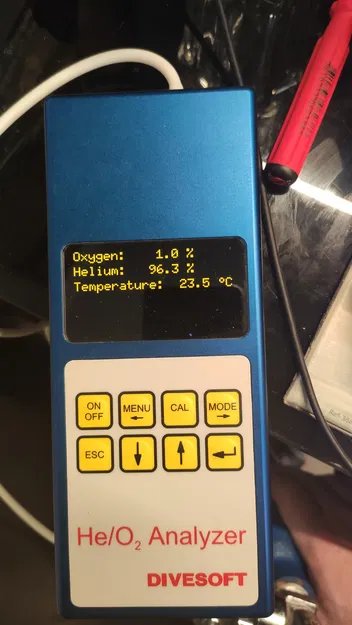 Oxygen: 1.0 %
Helium: 96.3 %
Temperature: 23.5 °C
ON OFF
MENU ←
CAL
MODE →
ESC
↓
↑
↵
He/O₂ Analyzer
DIVESOFT